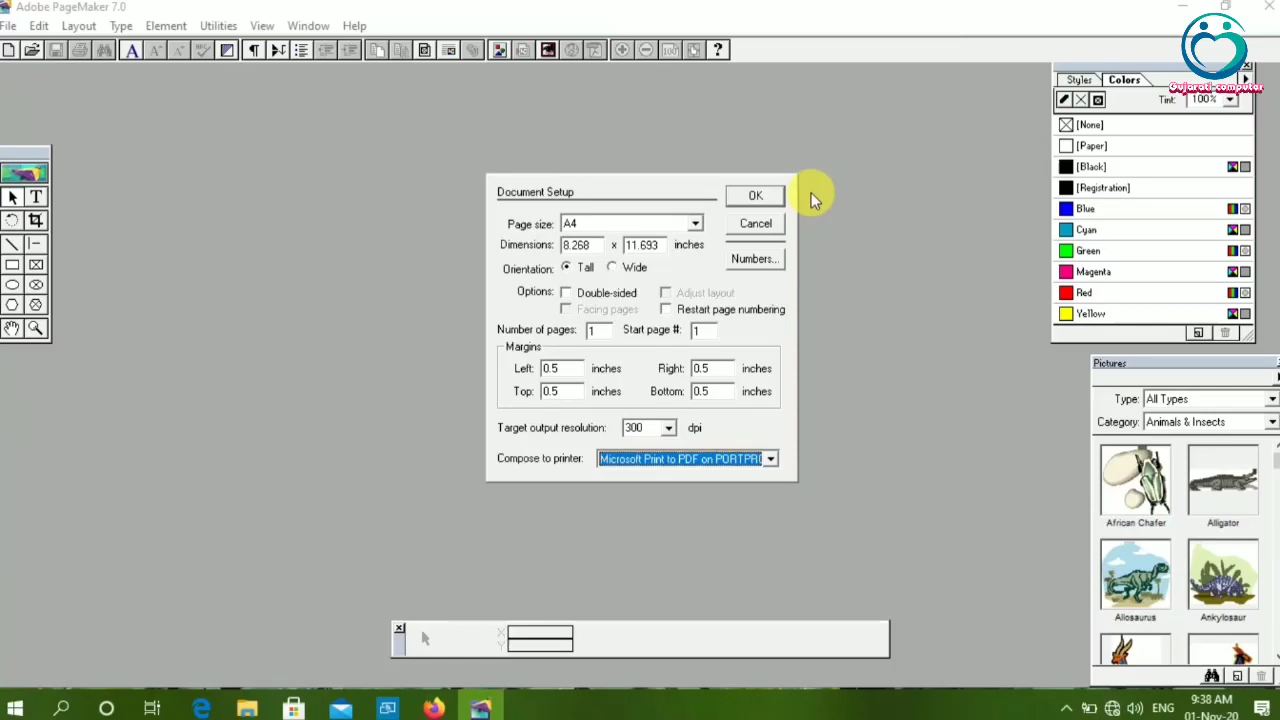 Adobe PageMaker 7.0
File Edit Layout Type Element Utilities View Window Help
Gujarati computor
Styles Colors
Tint: 100%
[None]
[Paper]
[Black]
[Registration]
Blue
Cyan
Green
Magenta
Red
Yellow
Document Setup
OK
Page size: A4
Cancel
Dimensions: 8.268 x 11.693 inches
Numbers...
Orientation: Tall Wide
Options: Double-sided Adjust layout
Facing pages Restart page numbering
Number of pages: 1 Start page #: 1
Margins
Left: 0.5 inches Right: 0.5 inches
Top: 0.5 inches Bottom: 0.5 inches
Target output resolution: 300 dpi
Compose to printer: Microsoft Print to PDF on PORTPRO
Pictures
Type: All Types
Category: Animals & Insects
African Chafer Alligator
Allosaurus Ankylosaur
X
Y
ENG
9:38 AM
01-Nov-20